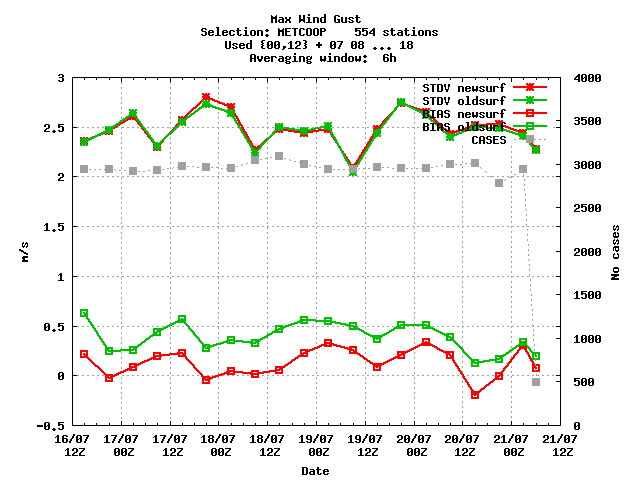 Max Wind Gust
Selection: METCOOP 554 stations
Used {00,12} + 07 08 ... 18
Averaging window: 6h
STDV newsurf
STDV oldsurf
BIAS newsurf
BIAS oldsurf
CASES
3
2.5
2
1.5
1
0.5
0
-0.5
m/s
4000
3500
3000
2500
2000
1500
1000
500
0
No cases
16/07 17/07 17/07 18/07 18/07 19/07 19/07 20/07 20/07 21/07 21/07
12Z 00Z 12Z 00Z 12Z 00Z 12Z 00Z 12Z 00Z 12Z
Date